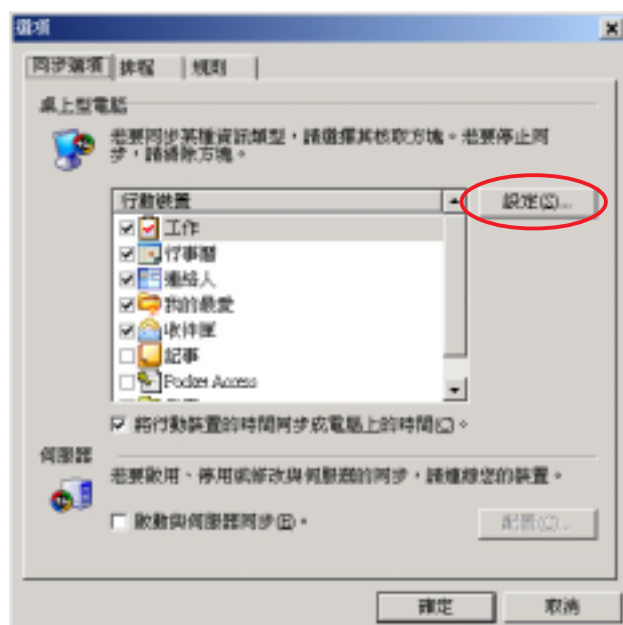 選項
同步選項 排程 規則
桌上型電腦
若要同步某種資訊類型，請選擇其核取方塊。若要停止同
步，請清除方塊。
行動裝置
設定(S)...
工作
行事曆
連絡人
我的最愛
收件匣
記事
Pocket Access
將行動裝置的時間同步成電腦上的時間(C)。
伺服器
若要啟用、停用或修改與伺服器的同步，請連線您的裝置。
啟動與伺服器同步(E)。
配置(O)...
確定 取消